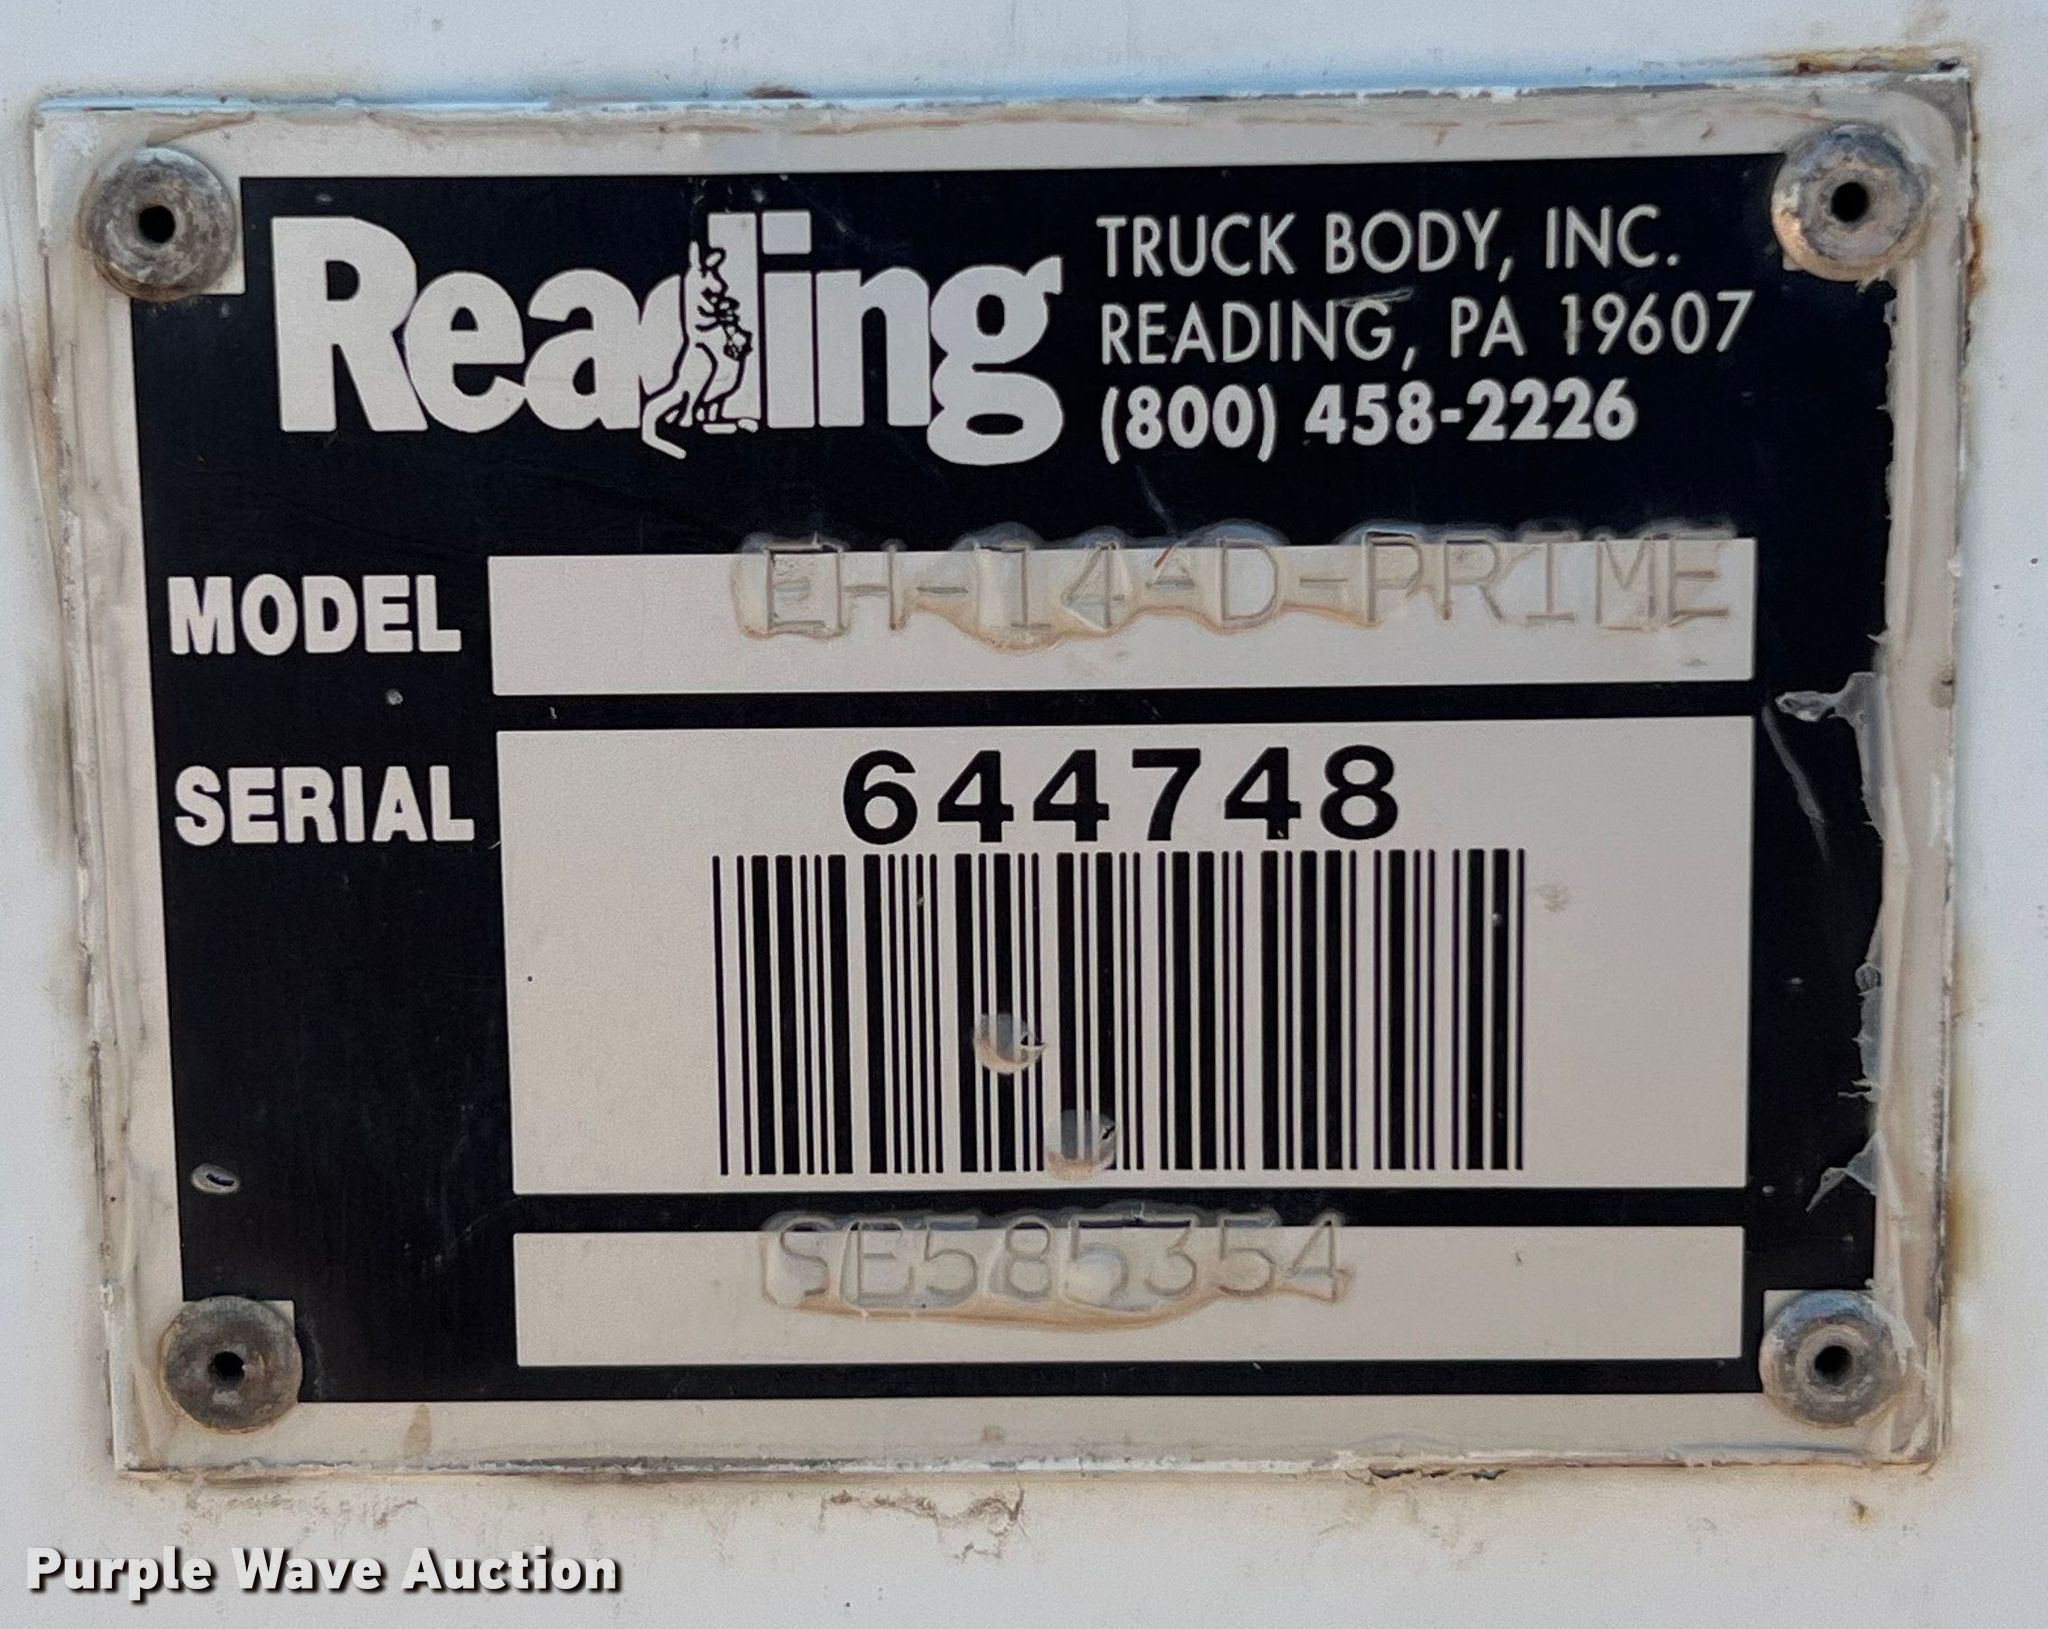 Reading
TRUCK BODY, INC.
READING, PA 19607
(800) 458-2226
MODEL EH-14-D-PRIME
SERIAL 644748
SE585354
Purple Wave Auction